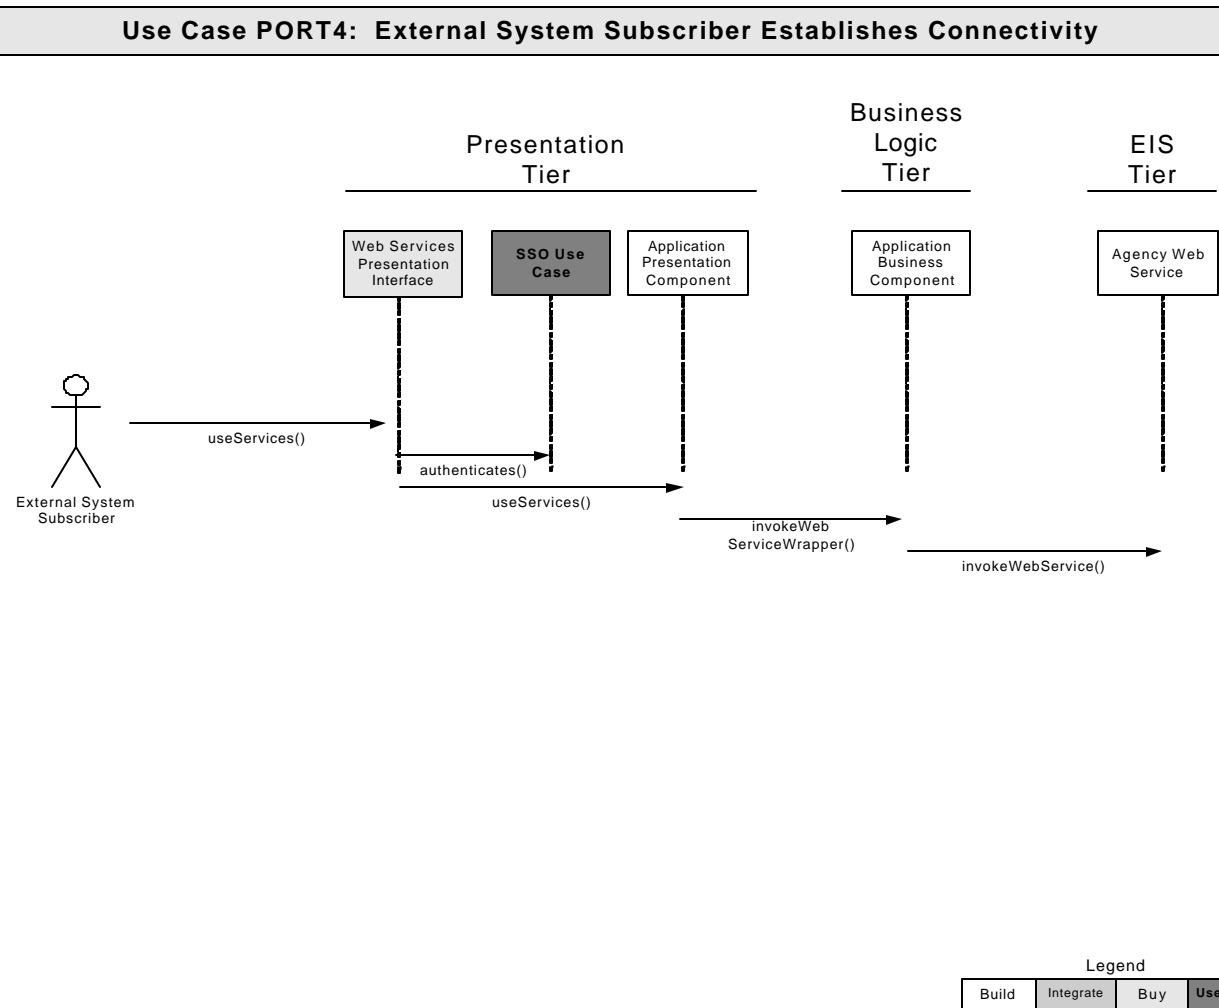 Use Case PORT4: External System Subscriber Establishes Connectivity
Presentation
Tier
Business
Logic
Tier
EIS
Tier
Web Services
Presentation
Interface
SSO Use
Case
Application
Presentation
Component
Application
Business
Component
Agency Web
Service
useServices()
authenticates()
useServices()
External System
Subscriber
invokeWeb
ServiceWrapper()
invokeWebService()
Legend
Build
Integrate
Buy
Use